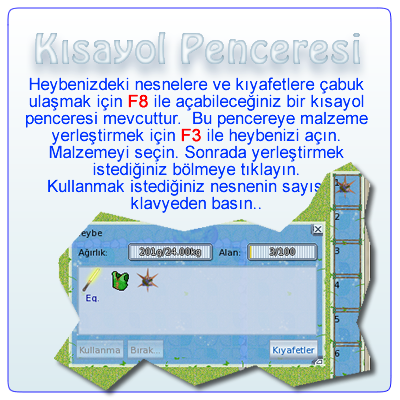 Kısayol Penceresi
Heybenizdeki nesnelere ve kıyafetlere çabuk
ulaşmak için F8 ile açabileceğiniz bir kısayol
penceresi mevcuttur. Bu pencereye malzeme
yerleştirmek için F3 ile heybenizi açın.
Malzemeyi seçin. Sonrada yerleştirmek
istediğiniz bölmeye tıklayın.
Kullanmak istediğiniz nesnenin sayıs
klavyeden basın..
eybe
Ağırlık: 201g/24.00kg Alan: 3/100
Eq.
Kullanma Bırak... Kıyafetler
1
2
3
4
5
6